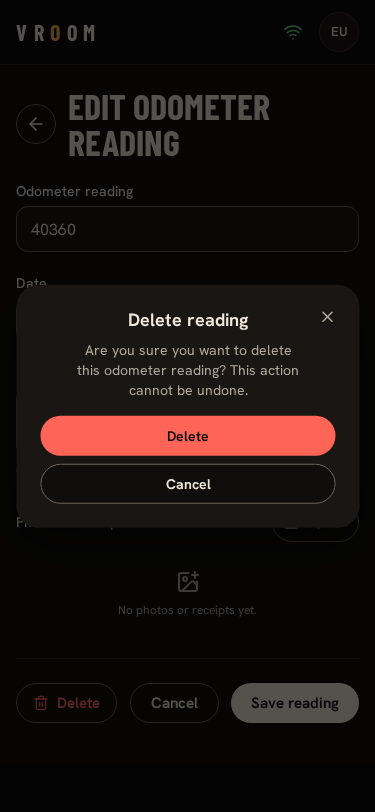 VROOM
EU
EDIT ODOMETER
READING
Odometer reading
40360
Date
Delete reading
Are you sure you want to delete
this odometer reading? This action
cannot be undone.
Delete
Cancel
No photos or receipts yet.
Delete
Cancel
Save reading